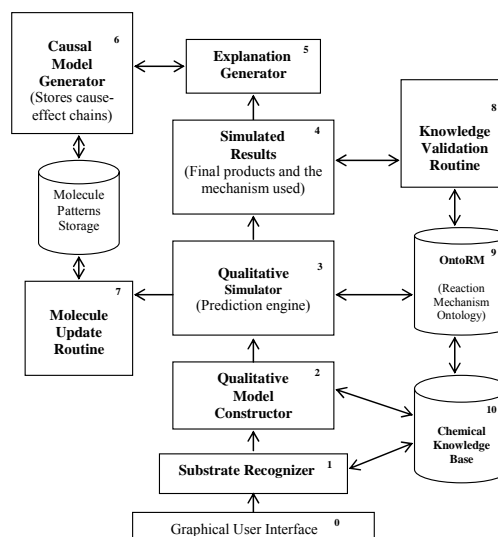 6
Causal
Model
Generator
(Stores cause-
effect chains)
5
Explanation
Generator
4
Simulated
Results
(Final products and the
mechanism used)
8
Knowledge
Validation
Routine
Molecule
Patterns
Storage
3
Qualitative
Simulator
(Prediction engine)
9
OntoRM
(Reaction
Mechanism
Ontology)
7
Molecule
Update
Routine
2
Qualitative
Model
Constructor
10
Chemical
Knowledge
Base
Substrate Recognizer 1
Graphical User Interface 0